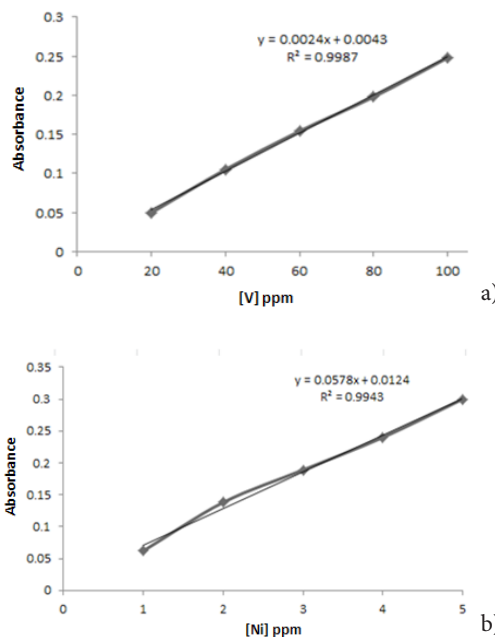 y = 0.0024x + 0.0043
R² = 0.9987
Absorbance
0.3
0.25
0.2
0.15
0.1
0.05
0
0 20 40 60 80 100
[V] ppm
a)
y = 0.0578x + 0.0124
R² = 0.9943
Absorbance
0.35
0.3
0.25
0.2
0.15
0.1
0.05
0
0 1 2 3 4 5
[Ni] ppm
b)